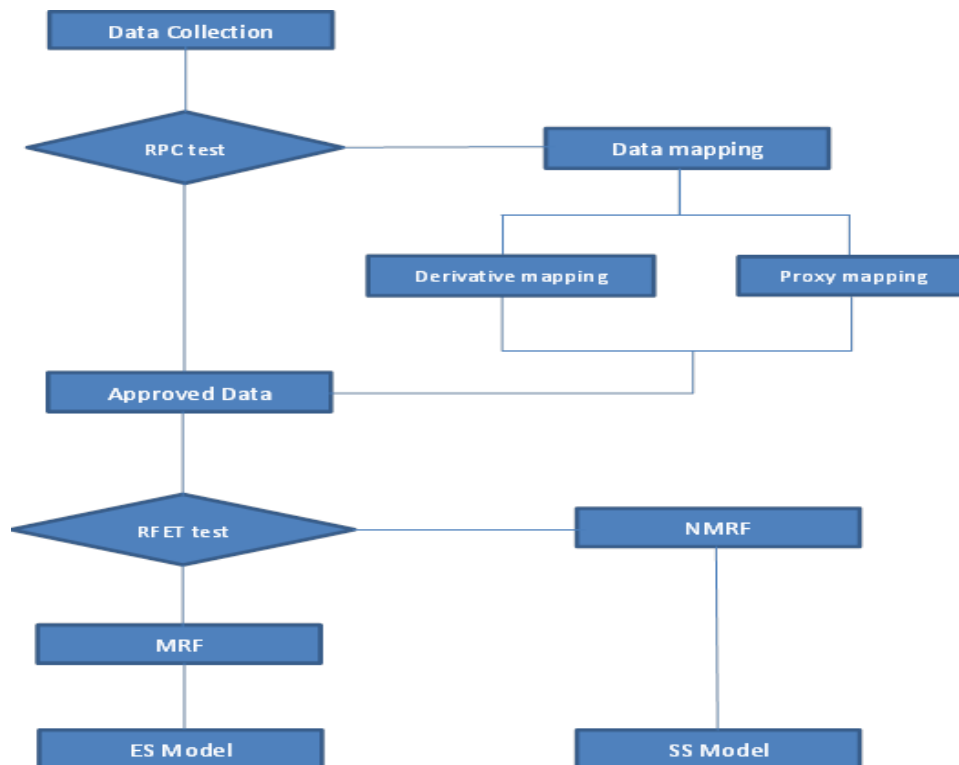 Data Collection
RPC test
Data mapping
Derivative mapping
Proxy mapping
Approved Data
RFET test
NMRF
MRF
ES Model
SS Model